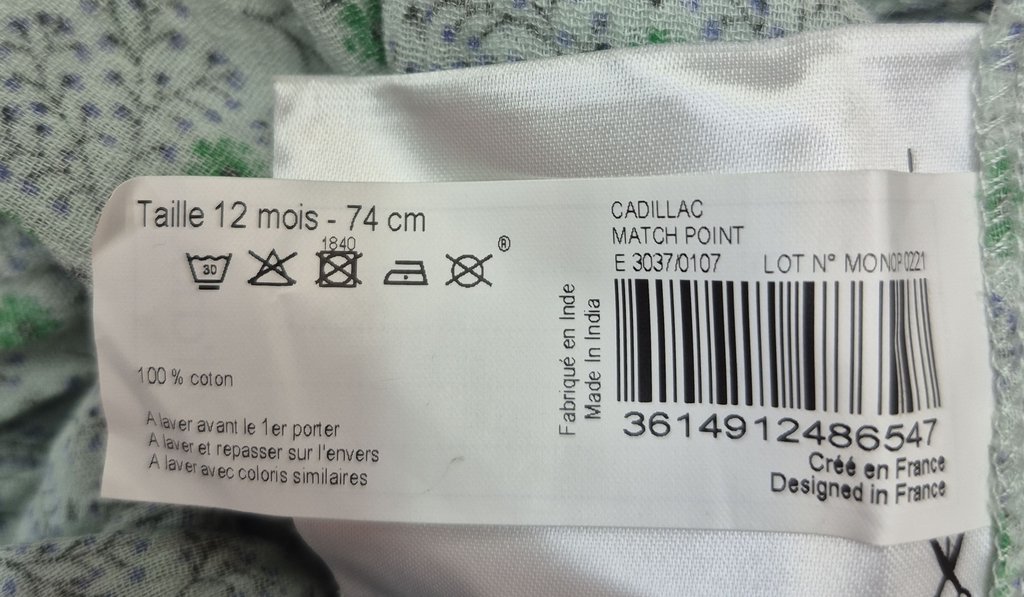 Taille 12 mois - 74 cm
1840
30
®
100 % coton
A laver avant le 1er porter
A laver et repasser sur l'envers
A laver avec coloris similaires
Fabriqué en Inde
Made In India
CADILLAC
MATCH POINT
E 3037/0107 LOT N° MONOP0221
3614912486547
Créé en France
Designed in France